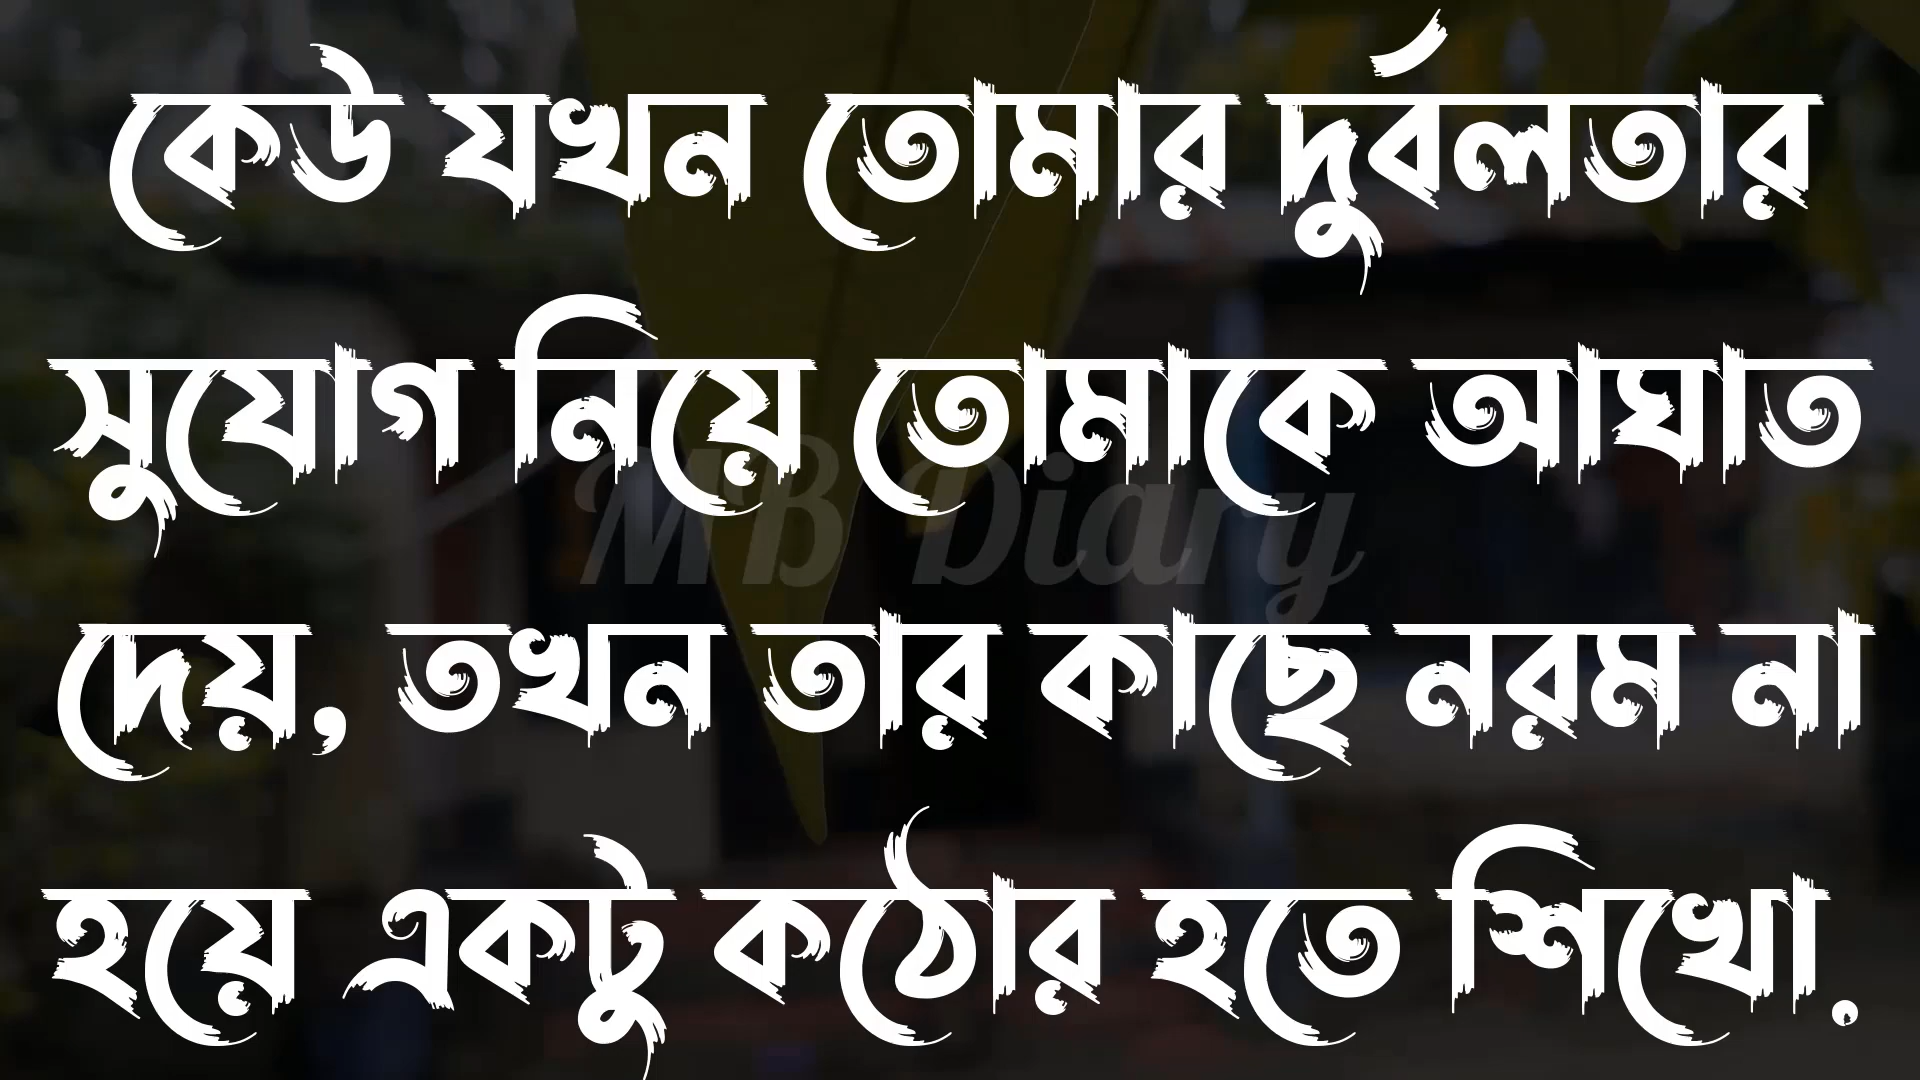 কেউ যখন তোমার দুর্বলতার
সুযোগ নিয়ে তোমাকে আঘাত
MB Diary
দেয়, তখন তার কাছে নরম না
হয়ে একটু কঠোর হতে শিখো.